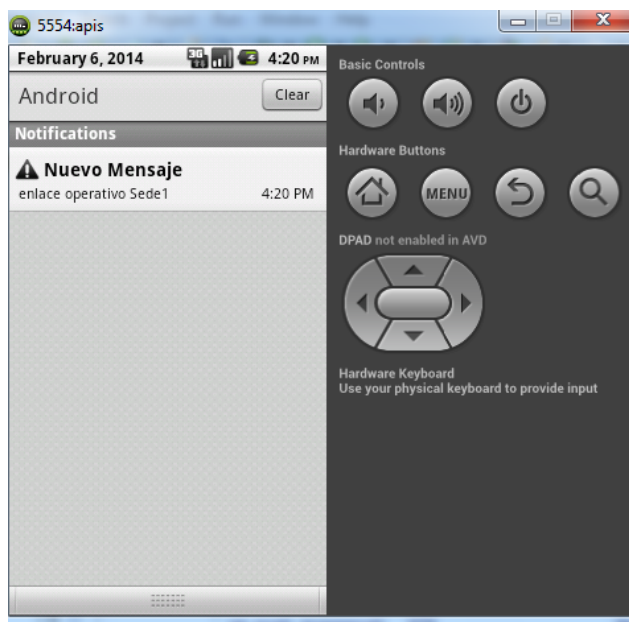 5554:apis
February 6, 2014 3G 4:20 PM
Android Clear
Notifications
Nuevo Mensaje
enlace operativo Sede1 4:20 PM
Basic Controls
Hardware Buttons
MENU
DPAD not enabled in AVD
Hardware Keyboard
Use your physical keyboard to provide input